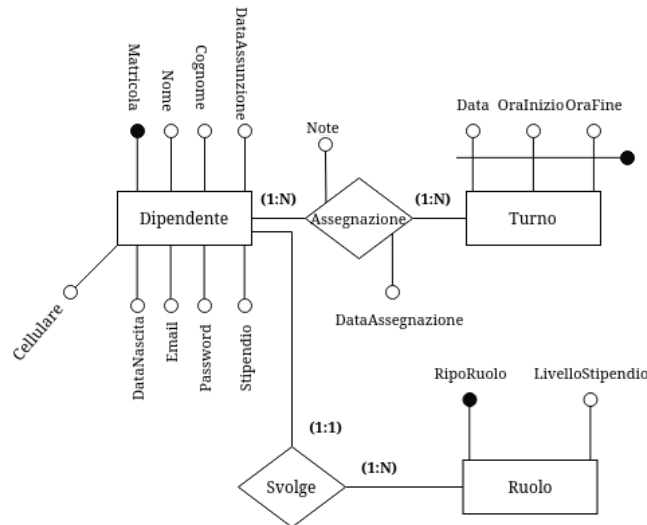 Matricola
Nome
Cognome
DataAssunzione
Note
Data
OraInizio
OraFine
(1:N)
(1:N)
Dipendente
Assegnazione
Turno
Cellulare
DataNascita
Email
Password
Stipendio
DataAssegnazione
RipoRuolo
LivelloStipendio
(1:1)
(1:N)
Svolge
Ruolo